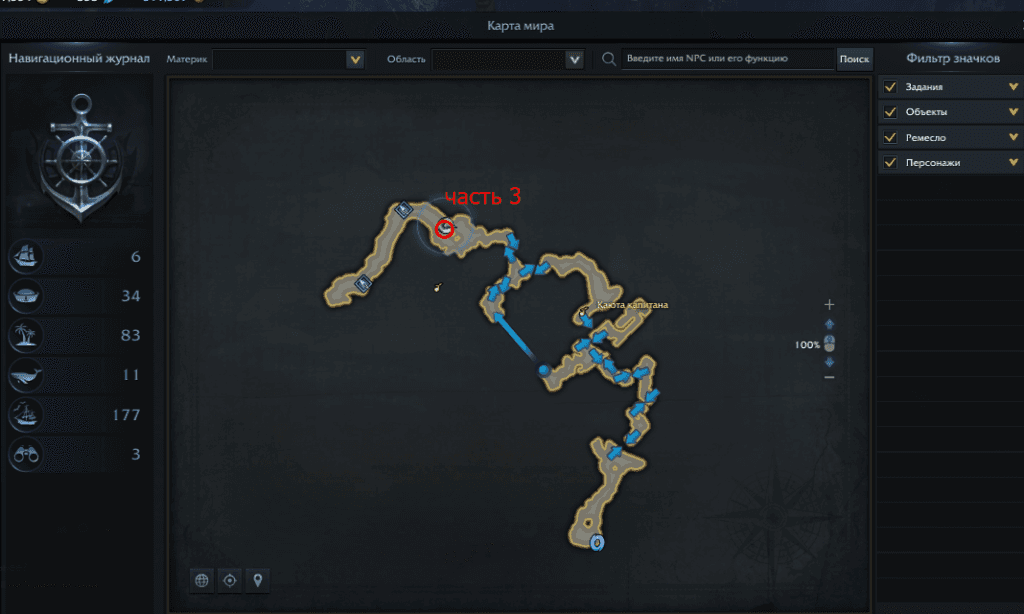 Карта мира
Навигационный журнал
Материк
Область
Введите имя NPC или его функцию
Поиск
Фильтр значков
Задания
Объекты
Ремесло
Персонажи
6
34
83
11
177
3
часть 3
Каюта капитана
100%